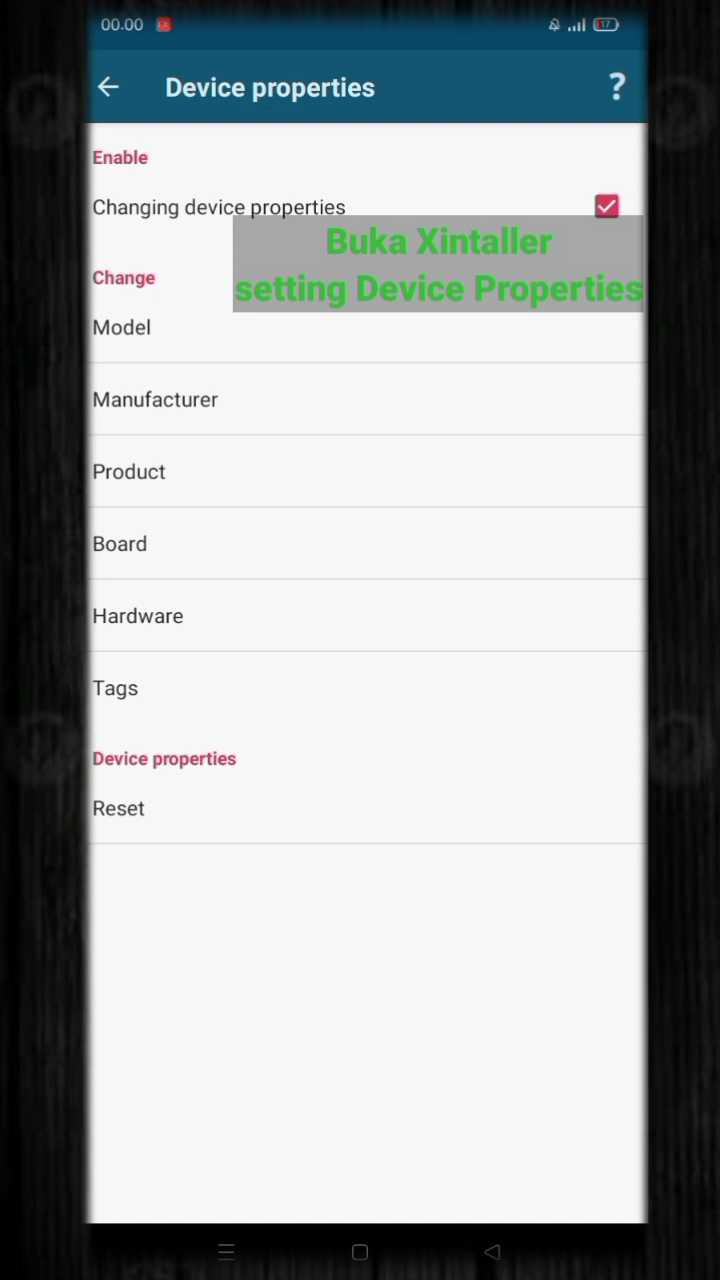 00.00
17
Device properties
?
Enable
Changing device properties
Buka Xintaller
setting Device Properties
Change
Model
Manufacturer
Product
Board
Hardware
Tags
Device properties
Reset